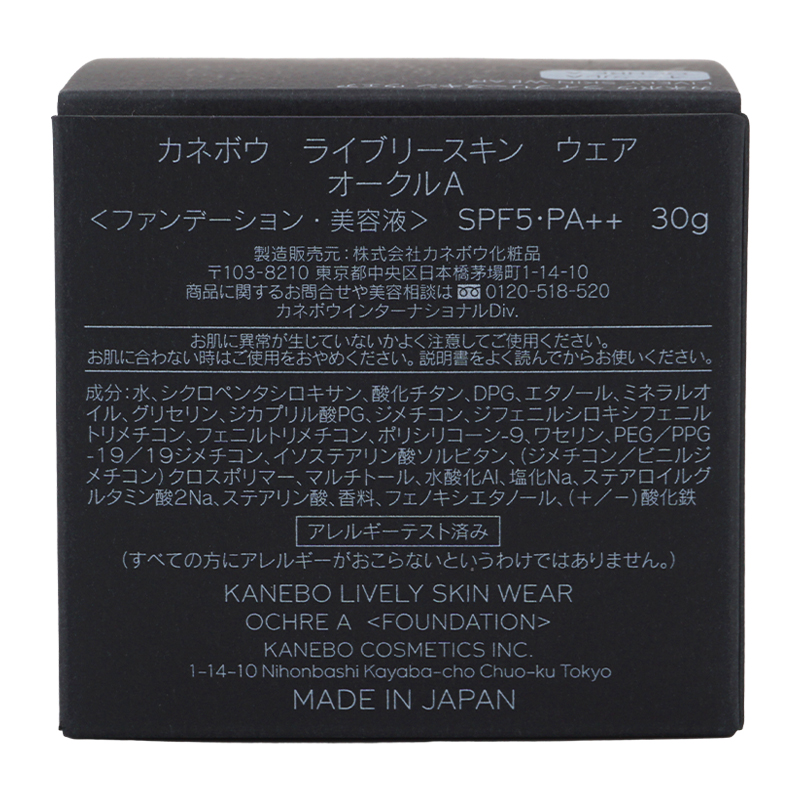 カネボウ ライブリースキン ウェア
オークルA
<ファンデーション・美容液> SPF5・PA++ 30g
製造販売元：株式会社カネボウ化粧品
〒103-8210 東京都中央区日本橋茅場町1-14-10
商品に関するお問合せや美容相談は 0120-518-520
カネボウインターナショナルDiv.
お肌に異常が生じていないかよく注意してご使用ください。
お肌に合わない時はご使用をおやめください。説明書をよく読んでからお使いください。
成分：水、シクロペンタシロキサン、酸化チタン、DPG、エタノール、ミネラルオ
イル、グリセリン、ジカプリル酸PG、ジメチコン、ジフェニルシロキシフェニル
トリメチコン、フェニルトリメチコン、ポリシリコーン-9、ワセリン、PEG／PPG
-19／19ジメチコン、イソステアリン酸ソルビタン、（ジメチコン／ビニルジ
メチコン）クロスポリマー、マルチトール、水酸化Al、塩化Na、ステアロイルグ
ルタミン酸2Na、ステアリン酸、香料、フェノキシエタノール、（+／-）酸化鉄
アレルギーテスト済み
（すべての方にアレルギーがおこらないというわけではありません。）
KANEBO LIVELY SKIN WEAR
OCHRE A <FOUNDATION>
KANEBO COSMETICS INC.
1-14-10 Nihonbashi Kayaba-cho Chuo-ku Tokyo
MADE IN JAPAN